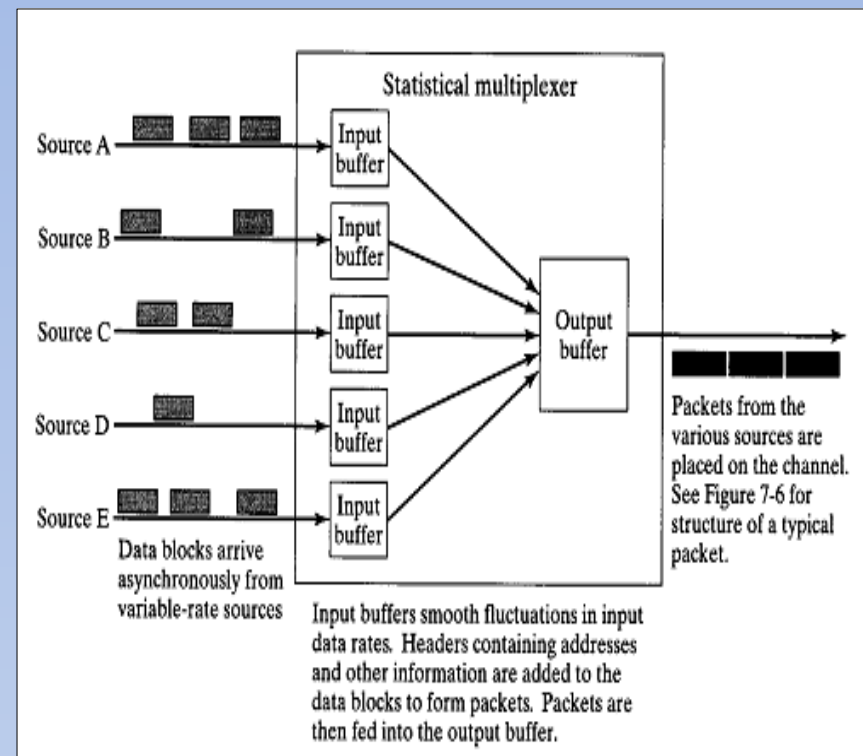 Statistical multiplexer
Source A
Input
buffer
Source B
Input
buffer
Source C
Input
buffer
Output
buffer
Source D
Input
buffer
Source E
Input
buffer
Data blocks arrive
asynchronously from
variable-rate sources
Input buffers smooth fluctuations in input
data rates. Headers containing addresses
and other information are added to the
data blocks to form packets. Packets are
then fed into the output buffer.
Packets from the
various sources are
placed on the channel.
See Figure 7-6 for
structure of a typical
packet.